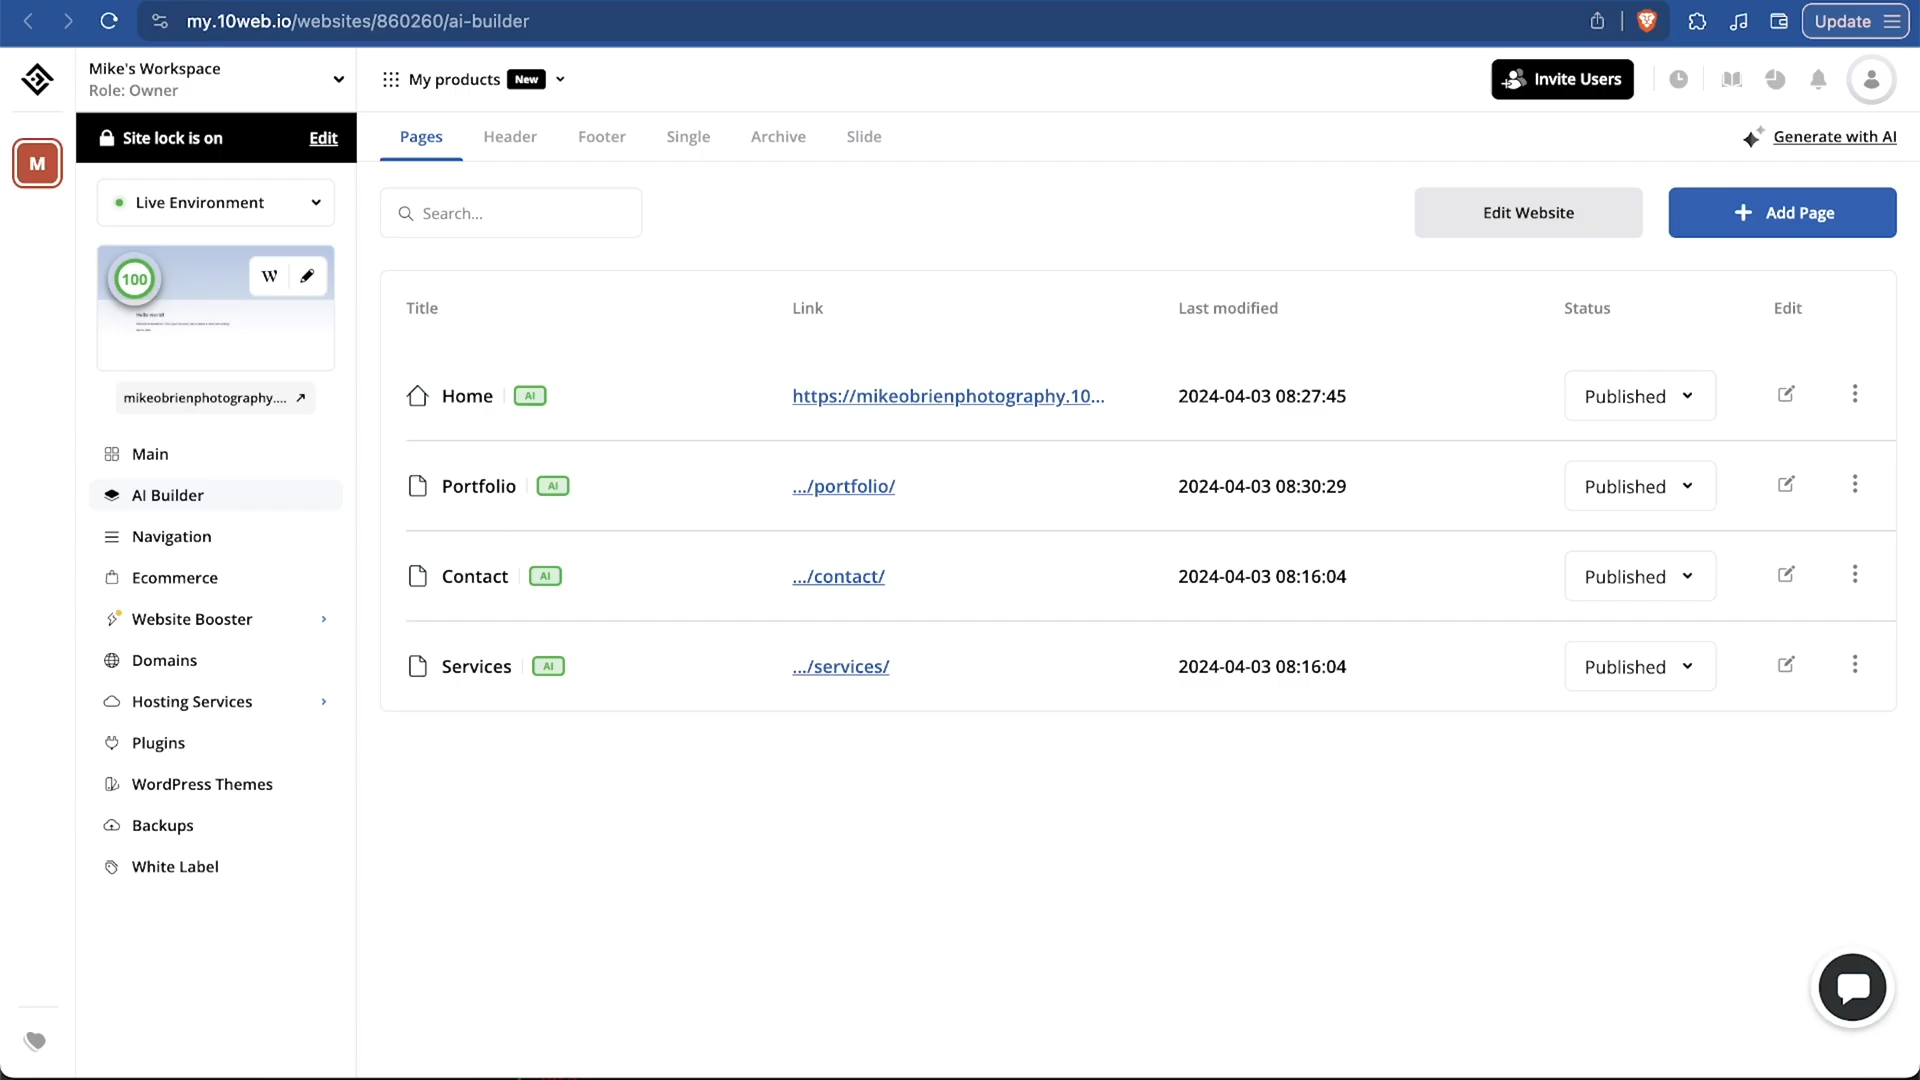 my.10web.io/websites/860260/ai-builder
Update
Mike's Workspace
Role: Owner
My products New
Invite Users
Site lock is on Edit
M
Pages Header Footer Single Archive Slide
Generate with AI
Live Environment
Search...
Edit Website
Add Page
100
W
Hello world!
mikeobrienphotography....
Main
AI Builder
Navigation
Ecommerce
Website Booster
Domains
Hosting Services
Plugins
WordPress Themes
Backups
White Label
Title Link Last modified Status Edit
Home AI https://mikeobrienphotography.10... 2024-04-03 08:27:45 Published
Portfolio AI .../portfolio/ 2024-04-03 08:30:29 Published
Contact AI .../contact/ 2024-04-03 08:16:04 Published
Services AI .../services/ 2024-04-03 08:16:04 Published